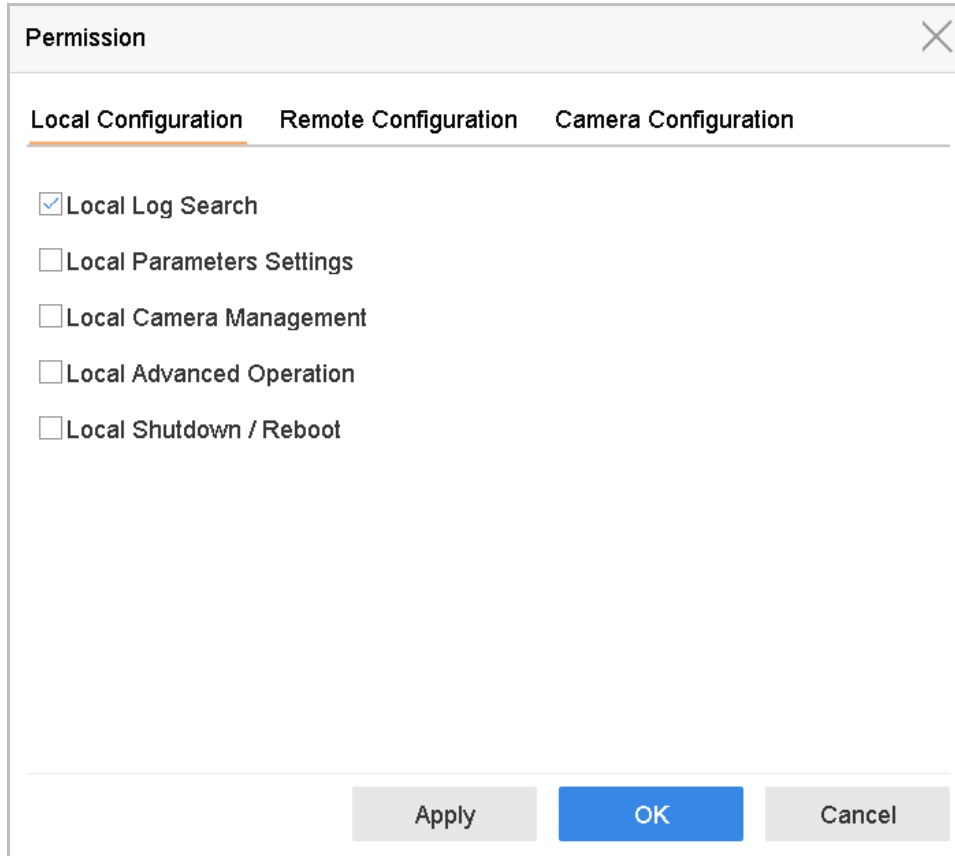 Permission
Local Configuration Remote Configuration Camera Configuration
Local Log Search
Local Parameters Settings
Local Camera Management
Local Advanced Operation
Local Shutdown / Reboot
Apply OK Cancel